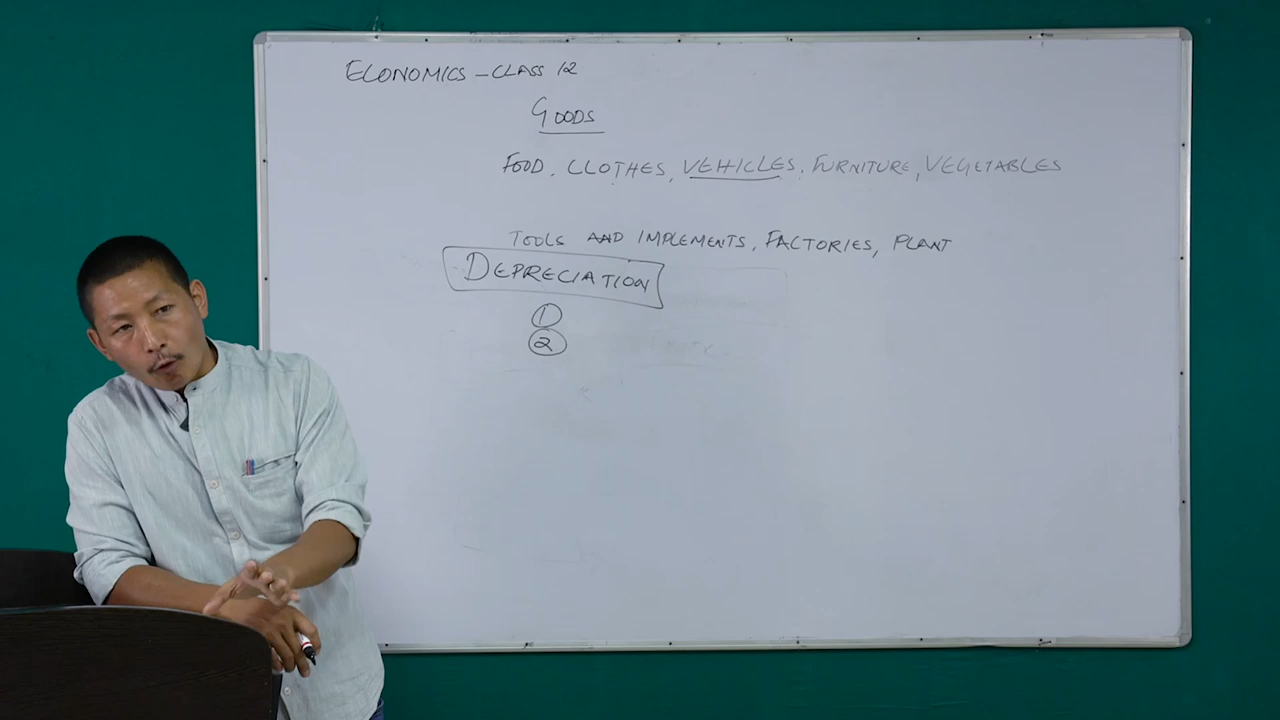 ECONOMICS - CLASS 12
GOODS
FOOD, CLOTHES, VEHICLES, FURNITURE, VEGETABLES
TOOLS AND IMPLEMENTS, FACTORIES, PLANT
DEPRECIATION
1
2